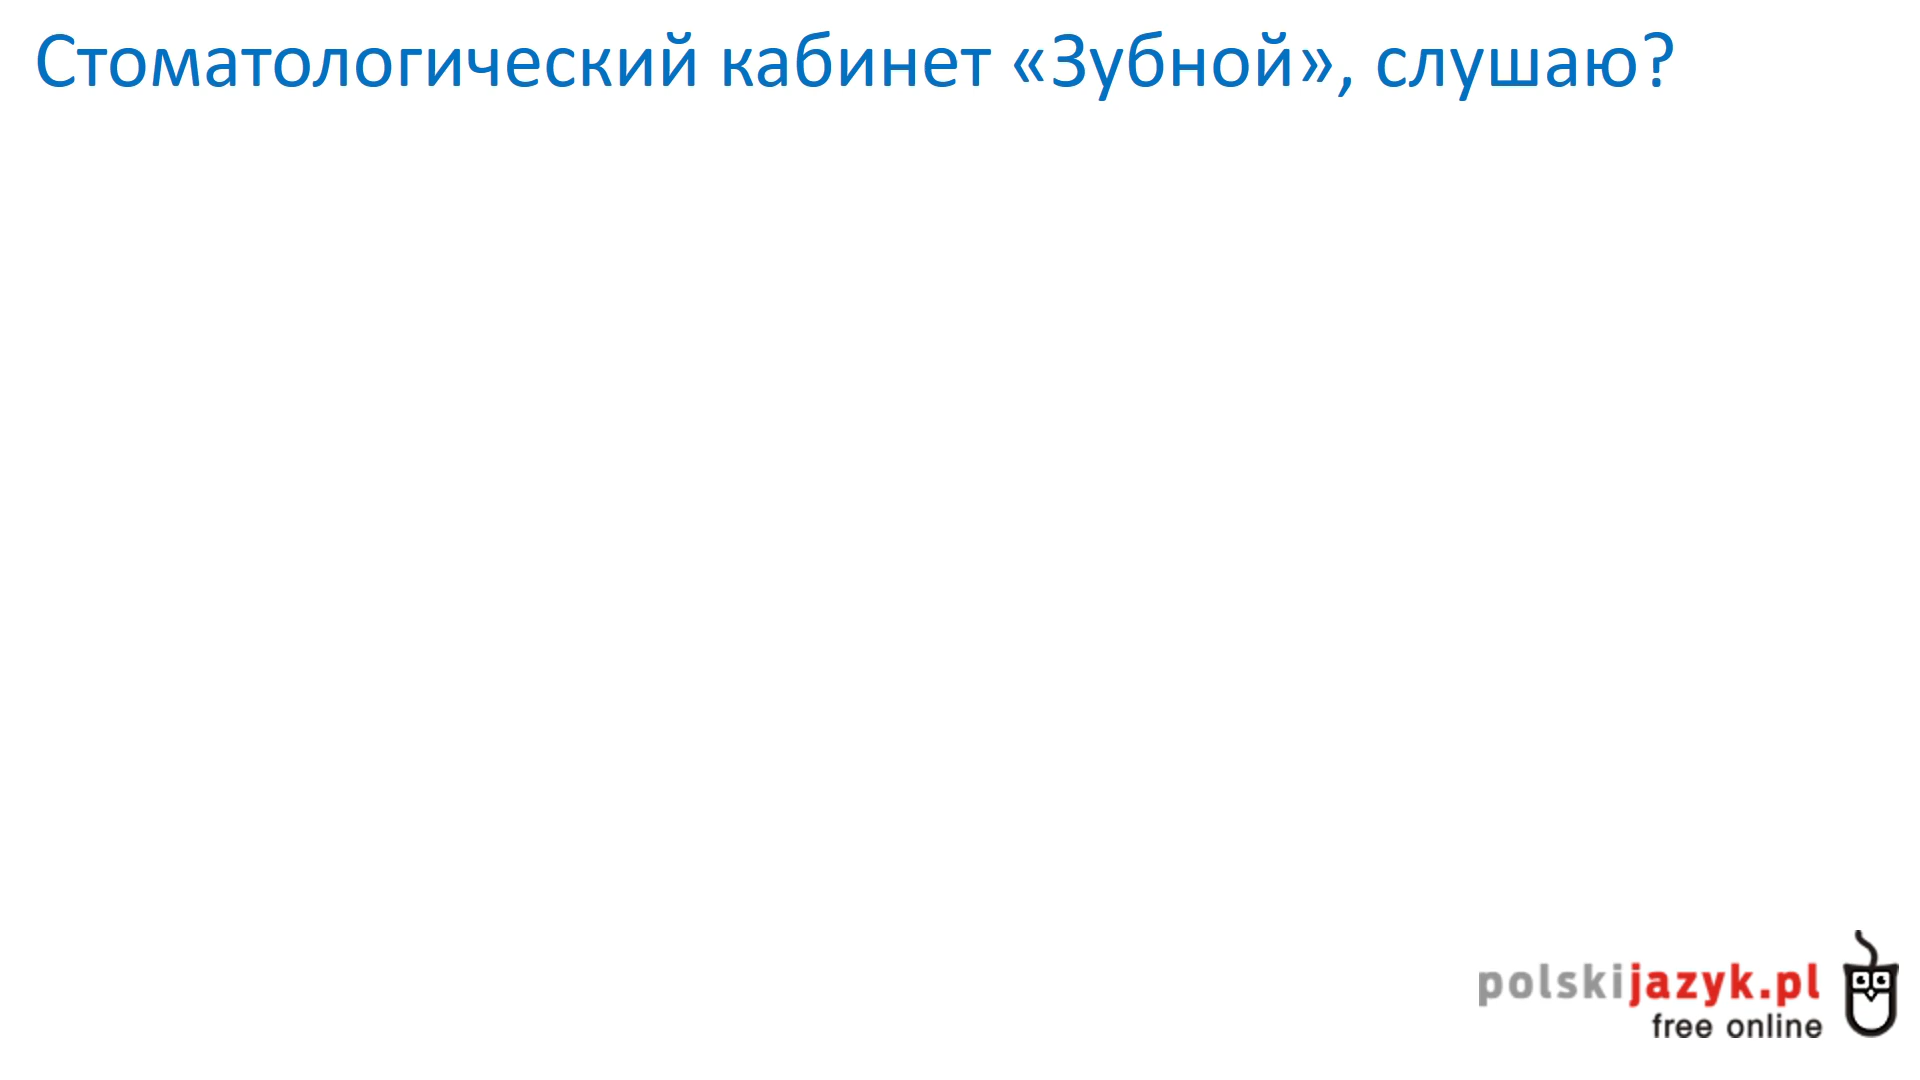 Стоматологический кабинет «Зубной», слушаю?
polskijazyk.pl
free online